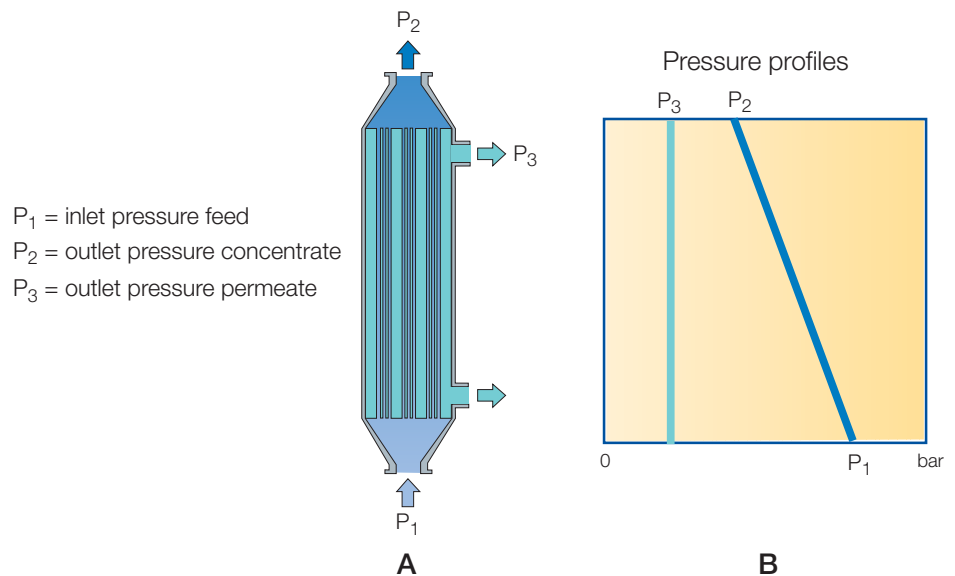 P2
Pressure profiles
P3 P2
P3
P1 = inlet pressure feed
P2 = outlet pressure concentrate
P3 = outlet pressure permeate
0 P1 bar
P1
A B